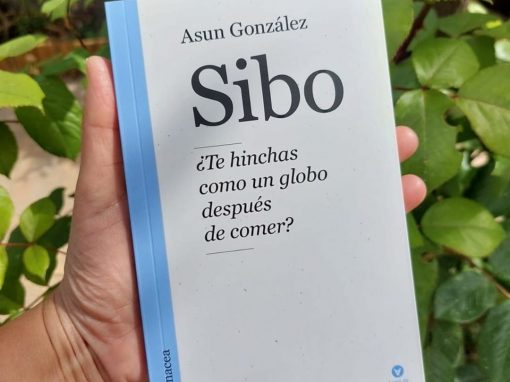 Asun González
Sibo
¿Te hinchas
como un globo
después
de comer?